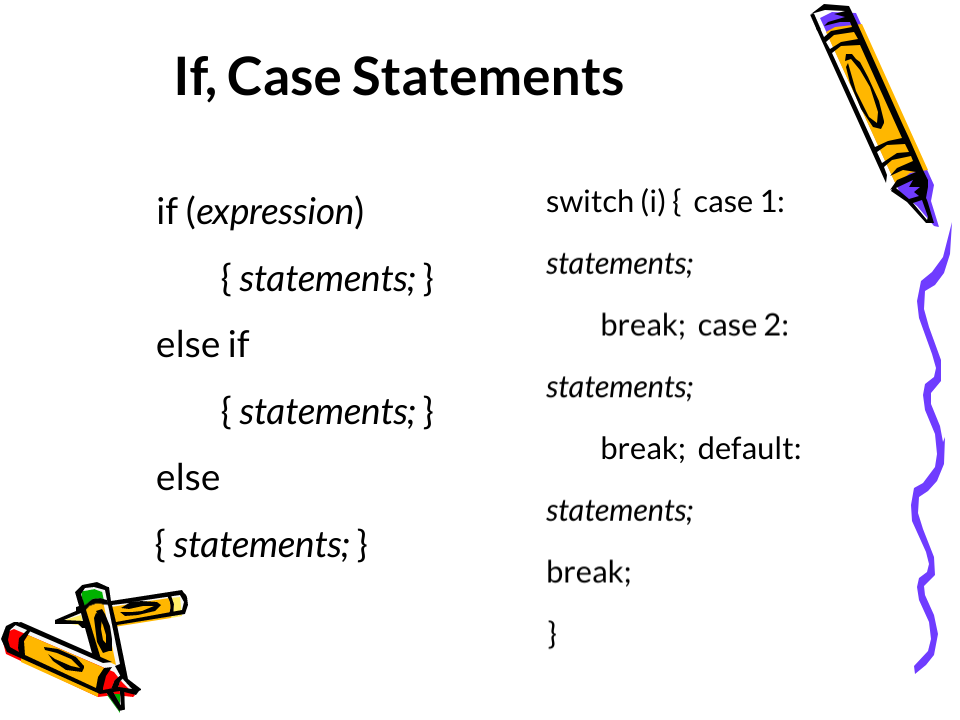 If, Case Statements
if (expression)
{ statements; }
else if
{ statements; }
else
{ statements; }
switch (i) { case 1:
statements;
break; case 2:
statements;
break; default:
statements;
break;
}